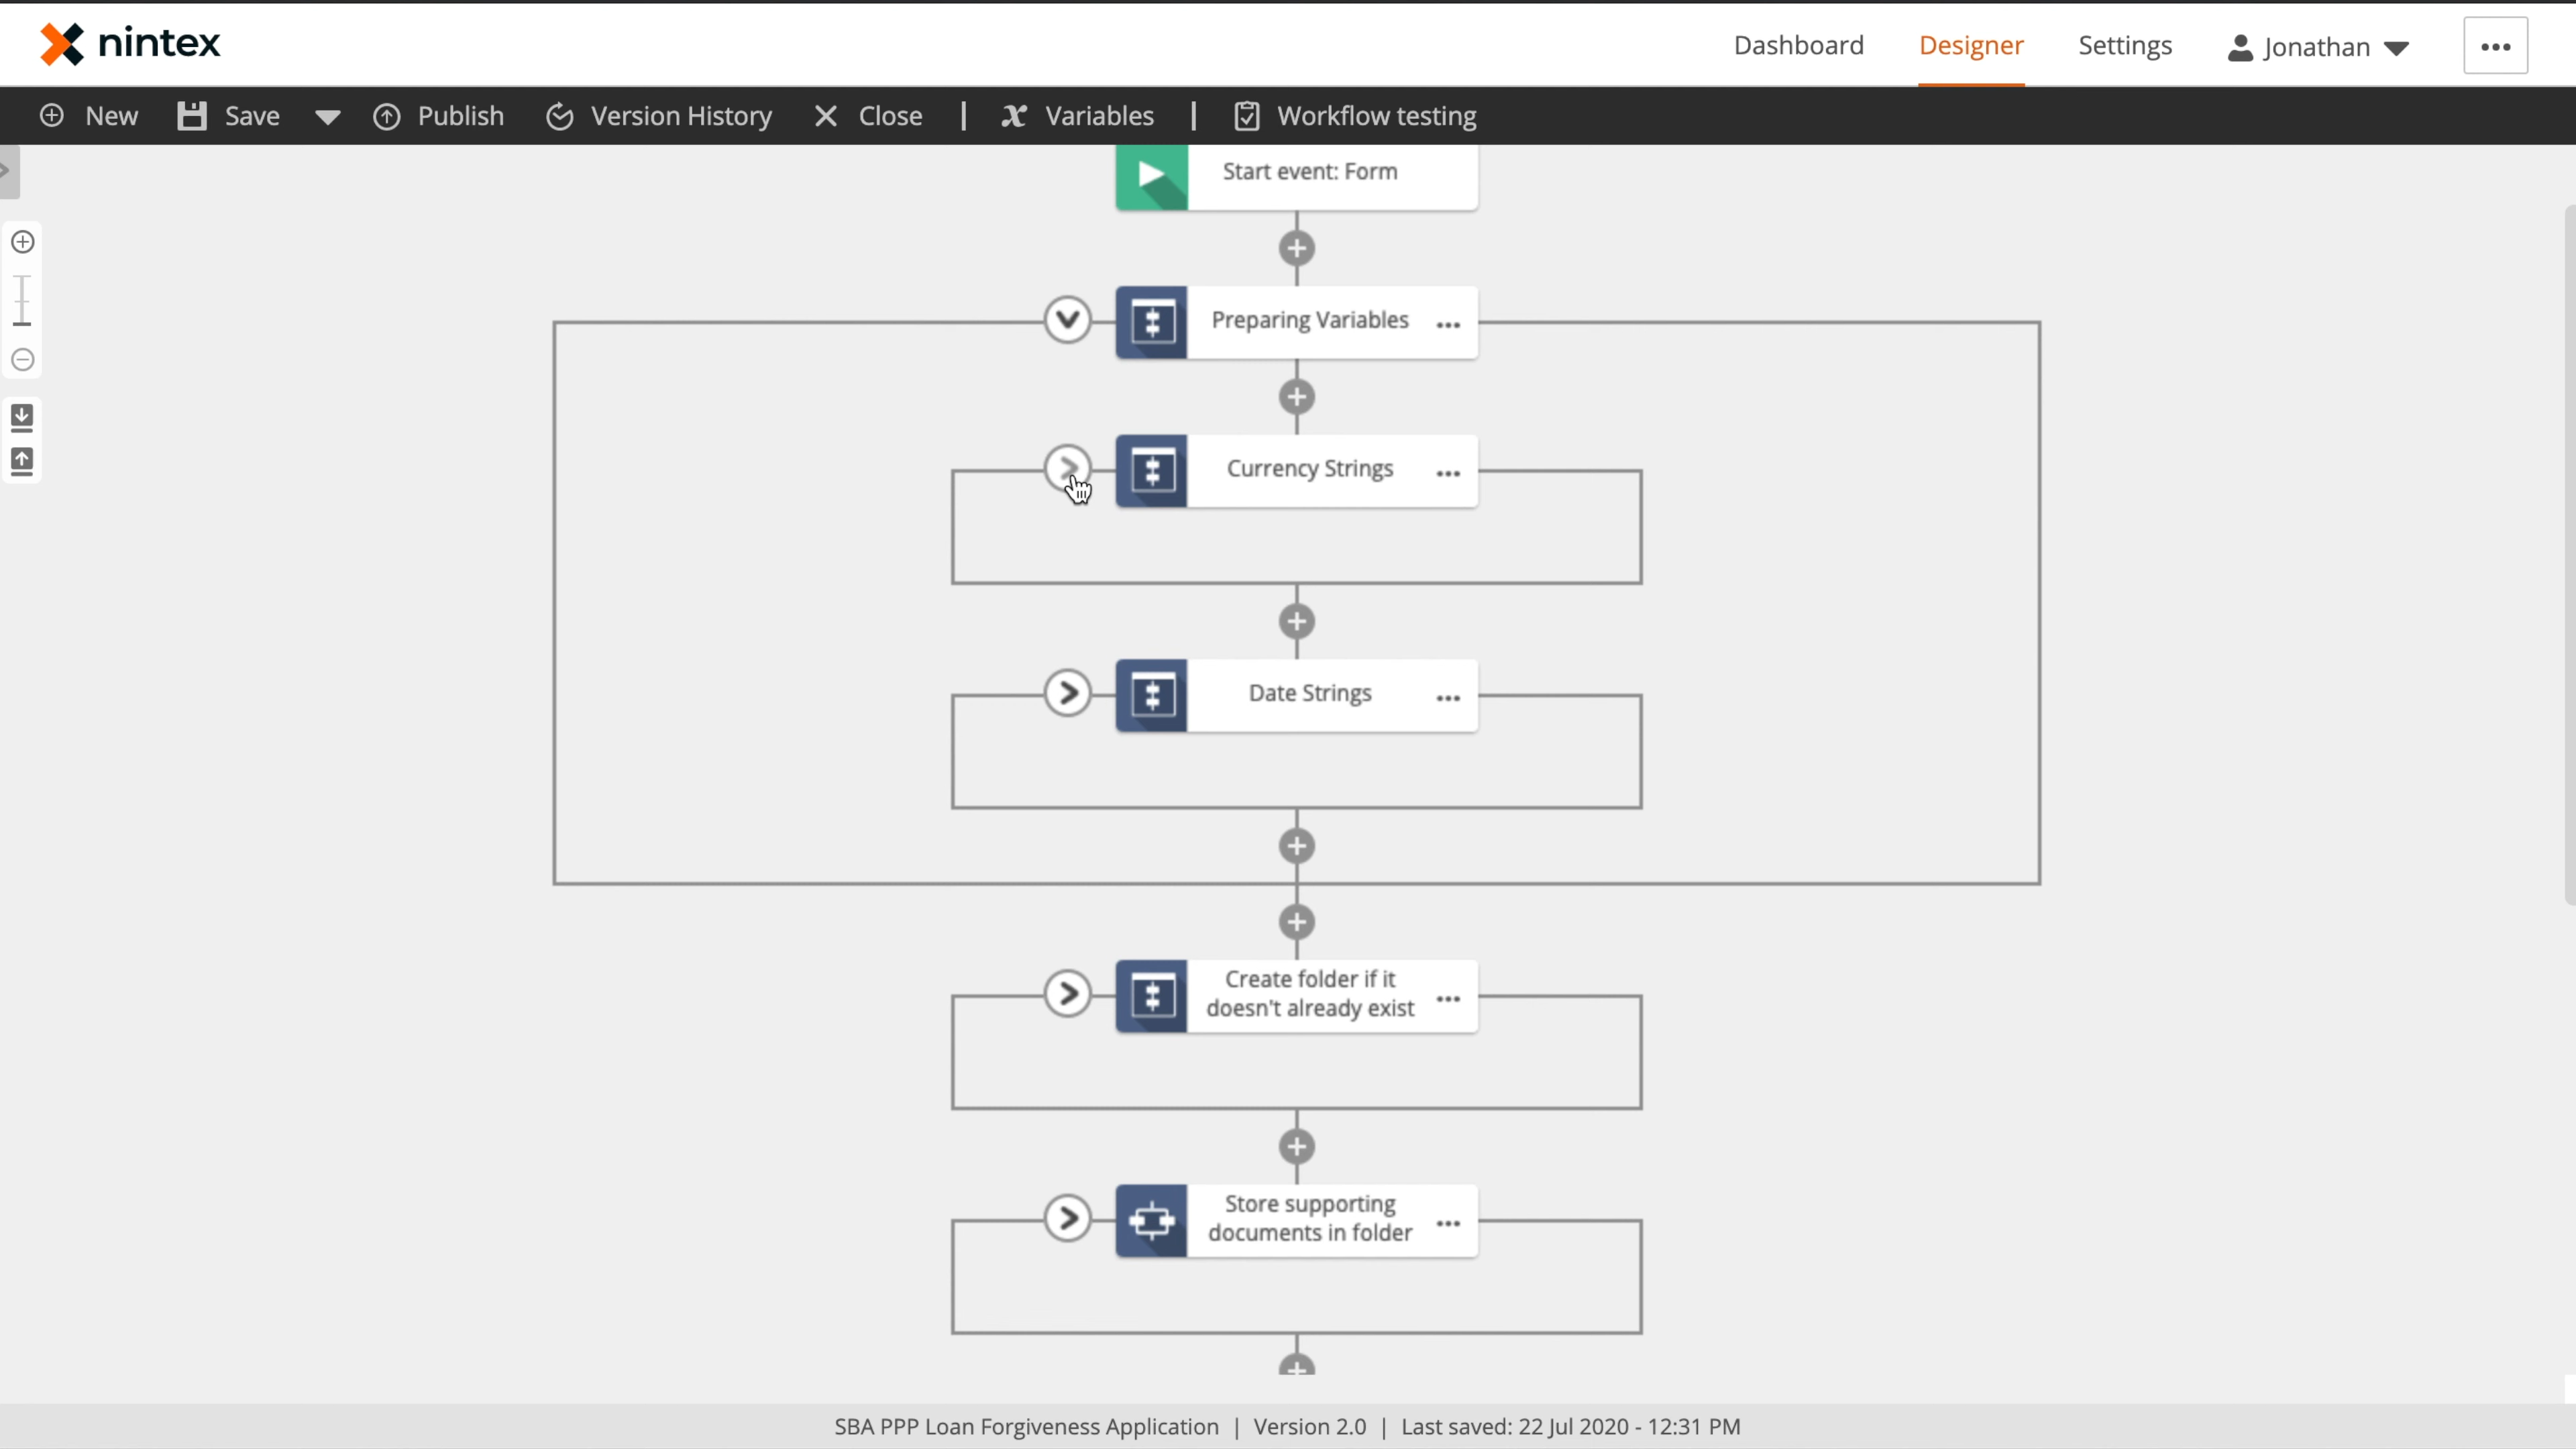 nintex
Dashboard
Designer
Settings
Jonathan
New
Save
Publish
Version History
Close
|
Variables
|
Workflow testing
Start event: Form
Preparing Variables
Currency Strings
Date Strings
Create folder if it
doesn't already exist
Store supporting
documents in folder
SBA PPP Loan Forgiveness Application | Version 2.0 | Last saved: 22 Jul 2020 - 12:31 PM